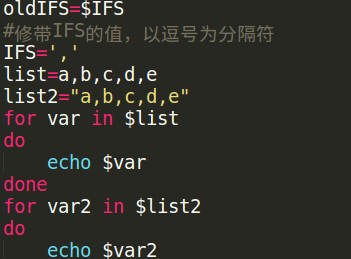 oldIFS=$IFS
#修带IFS的值，以逗号为分隔符
IFS=','
list=a,b,c,d,e
list2="a,b,c,d,e"
for var in $list
do
    echo $var
done
for var2 in $list2
do
    echo $var2